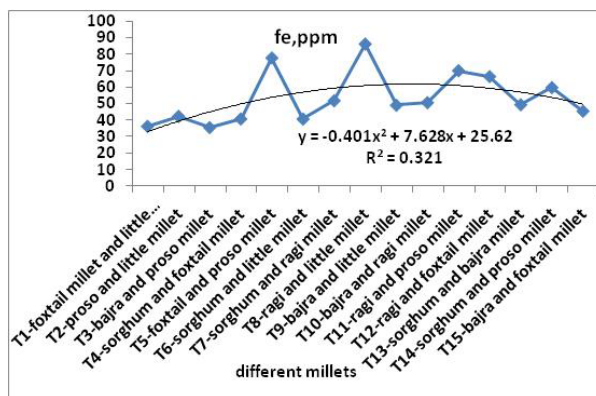 fe,ppm
100
90
80
70
60
50
40
30
20
10
0
y = -0.401x² + 7.628x + 25.62
R² = 0.321
T1-foxtail millet and little...
T2-proso and little millet
T3-bajra and proso millet
T4-sorghum and foxtail millet
T5-foxtail and proso millet
T6-sorghum and little millet
T7-sorghum and ragi millet
T8-ragi and little millet
T9-bajra and little millet
T10-bajra and ragi millet
T11-ragi and proso millet
T12-ragi and foxtail millet
T13-sorghum and bajra millet
T14-sorghum and proso millet
T15-bajra and foxtail millet
different millets